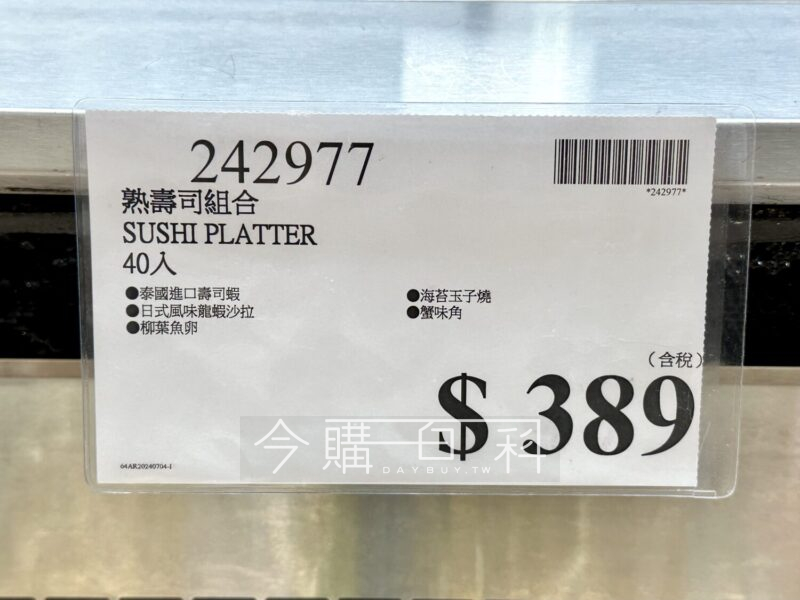 242977
*242977*
熟壽司組合
SUSHI PLATTER
40入
●泰國進口壽司蝦
●日式風味龍蝦沙拉
●柳葉魚卵
●海苔玉子燒
●蟹味角
(含稅)
$ 389
64AR20240704-I
今購百科
DAYBUY.TW